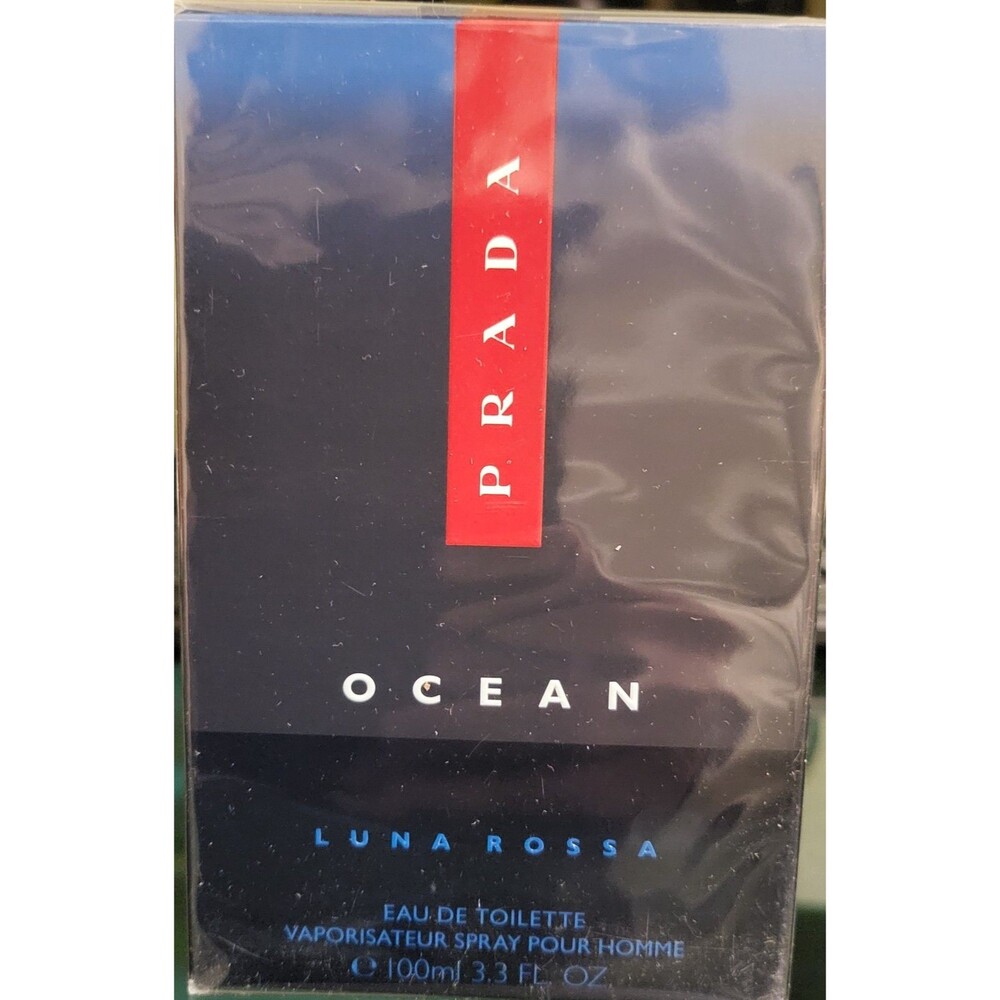 PRADA
OCEAN
LUNA ROSSA
EAU DE TOILETTE
VAPORISATEUR SPRAY POUR HOMME
℮ 100ml 3.3 FL. OZ.